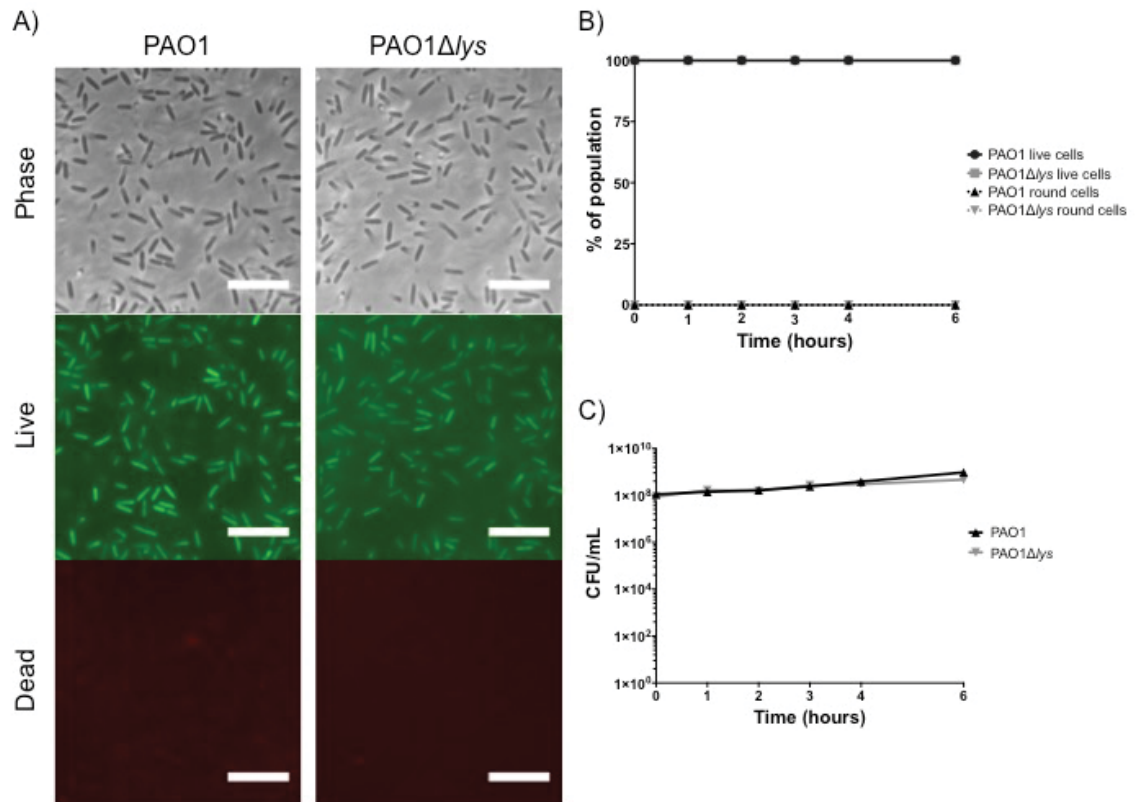 A)
PAO1
PAO1Δlys
Phase
Live
Dead
B)
100
75
50
25
0
% of population
0 1 2 3 4 6
Time (hours)
PAO1 live cells
PAO1Δlys live cells
PAO1 round cells
PAO1Δlys round cells
C)
1×10¹⁰
1×10⁸
1×10⁶
1×10⁴
1×10²
1×10⁰
CFU/mL
0 1 2 3 4 6
Time (hours)
PAO1
PAO1Δlys